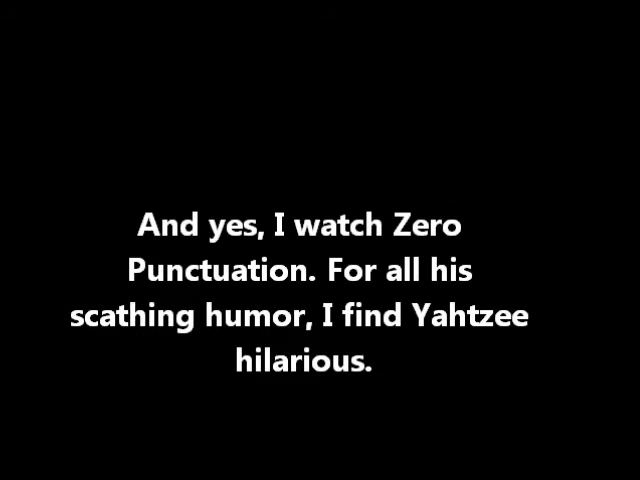 And yes, I watch Zero
Punctuation. For all his
scathing humor, I find Yahtzee
hilarious.